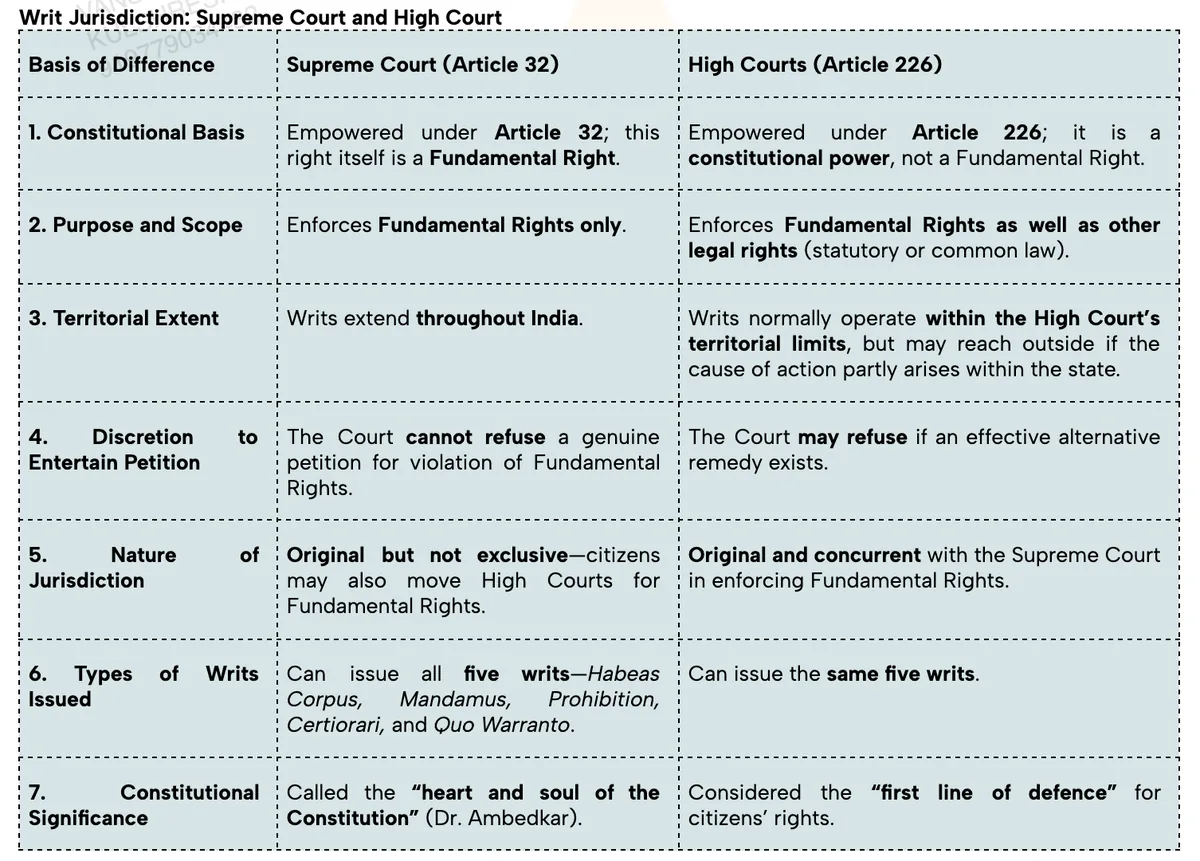 Writ Jurisdiction: Supreme Court and High Court
Basis of Difference
Supreme Court (Article 32)
High Courts (Article 226)
1. Constitutional Basis
Empowered under Article 32; this
right itself is a Fundamental Right.
Empowered under Article 226; it is a
constitutional power, not a Fundamental Right.
2. Purpose and Scope
Enforces Fundamental Rights only.
Enforces Fundamental Rights as well as other
legal rights (statutory or common law).
3. Territorial Extent
Writs extend throughout India.
Writs normally operate within the High Court’s
territorial limits, but may reach outside if the
cause of action partly arises within the state.
4. Discretion to
Entertain Petition
The Court cannot refuse a genuine
petition for violation of Fundamental
Rights.
The Court may refuse if an effective alternative
remedy exists.
5. Nature of
Jurisdiction
Original but not exclusive—citizens
may also move High Courts for
Fundamental Rights.
Original and concurrent with the Supreme Court
in enforcing Fundamental Rights.
6. Types of Writs
Issued
Can issue all five writs—Habeas
Corpus, Mandamus, Prohibition,
Certiorari, and Quo Warranto.
Can issue the same five writs.
7. Constitutional
Significance
Called the “heart and soul of the
Constitution” (Dr. Ambedkar).
Considered the “first line of defence” for
citizens’ rights.